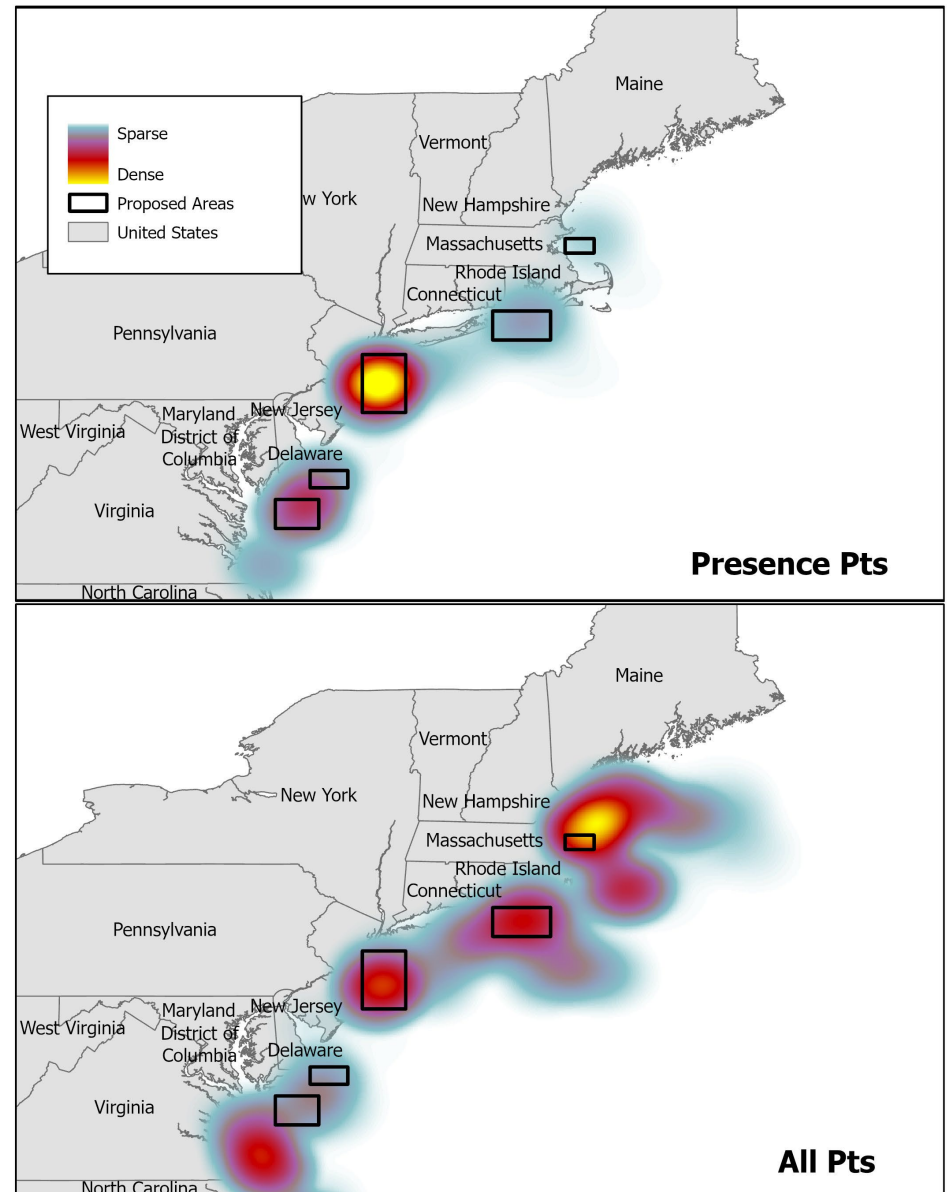 Maine
Sparse
Vermont
Dense
w York
Proposed Areas
New Hampshire
United States
Massachusetts
Rhode Island
Connecticut
Pennsylvania
New Jersey
Maryland
West Virginia
District of
Columbia
Delaware
Virginia
Presence Pts
North Carolina
Maine
Vermont
New York
New Hampshire
Massachusetts
Rhode Island
Connecticut
Pennsylvania
New Jersey
Maryland
West Virginia
District of
Columbia
Delaware
Virginia
All Pts
North Carolina